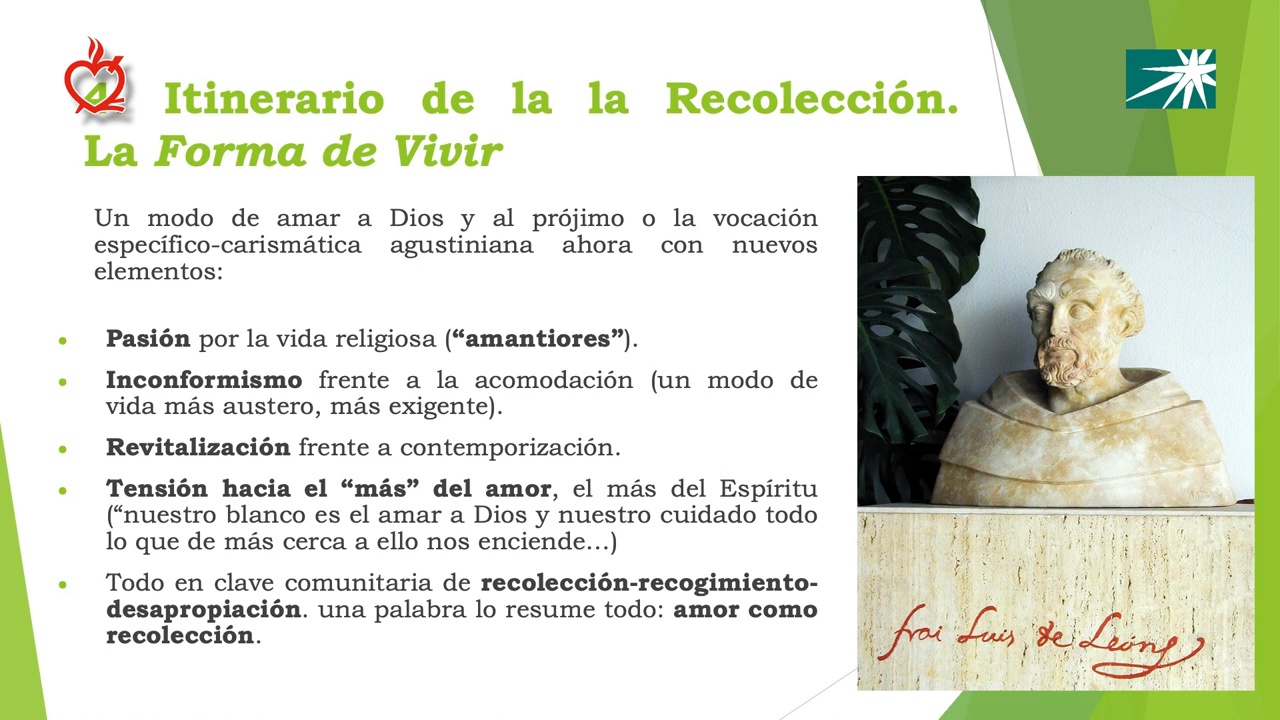 4. Itinerario de la la Recolección.
La Forma de Vivir
Un modo de amar a Dios y al prójimo o la vocación
específico-carismática agustiniana ahora con nuevos
elementos:
• Pasión por la vida religiosa (“amantiores”).
• Inconformismo frente a la acomodación (un modo de
vida más austero, más exigente).
• Revitalización frente a contemporización.
• Tensión hacia el “más” del amor, el más del Espíritu
(“nuestro blanco es el amar a Dios y nuestro cuidado todo
lo que de más cerca a ello nos enciende…)
• Todo en clave comunitaria de recolección-recogimiento-
desapropiación. una palabra lo resume todo: amor como
recolección.
frai Luis de Leon